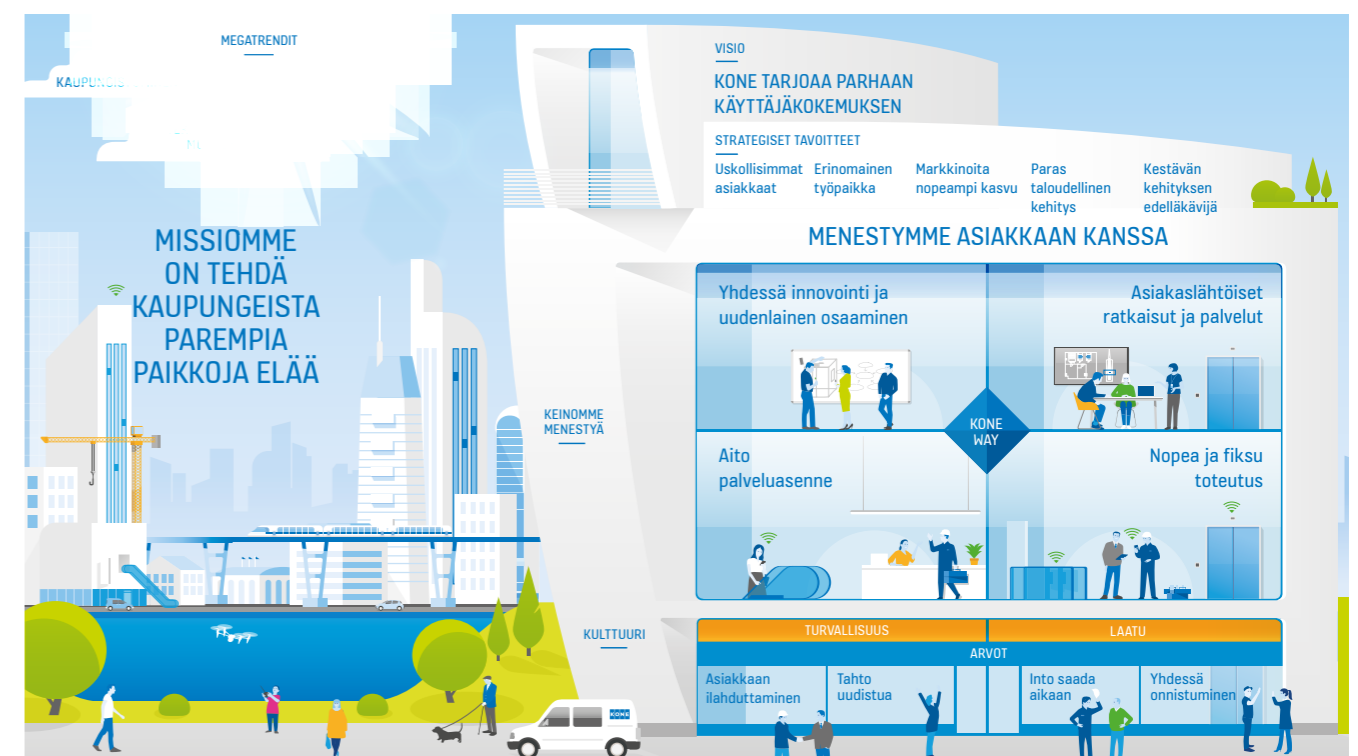 MEGATRENDIT
MISSIOMME
ON TEHDÄ
KAUPUNGEISTA
PAREMPIA
PAIKKOJA ELÄÄ
VISIO
KONE TARJOAA PARHAAN
KÄYTTÄJÄKOKEMUKSEN
STRATEGISET TAVOITTEET
Uskollisimmat
asiakkaat
Erinomainen
työpaikka
Markkinoita
nopeampi kasvu
Paras
taloudellinen
kehitys
Kestävän
kehityksen
edelläkävijä
MENESTYMME ASIAKKAAN KANSSA
KEINOMME
MENESTYÄ
Yhdessä innovointi ja
uudenlainen osaaminen
Asiakaslähtöiset
ratkaisut ja palvelut
KONE
WAY
Aito
palveluasenne
Nopea ja fiksu
toteutus
KULTTUURI
TURVALLISUUS
LAATU
ARVOT
Asiakkaan
ilahduttaminen
Tahto
uudistua
Into saada
aikaan
Yhdessä
onnistuminen
KONE